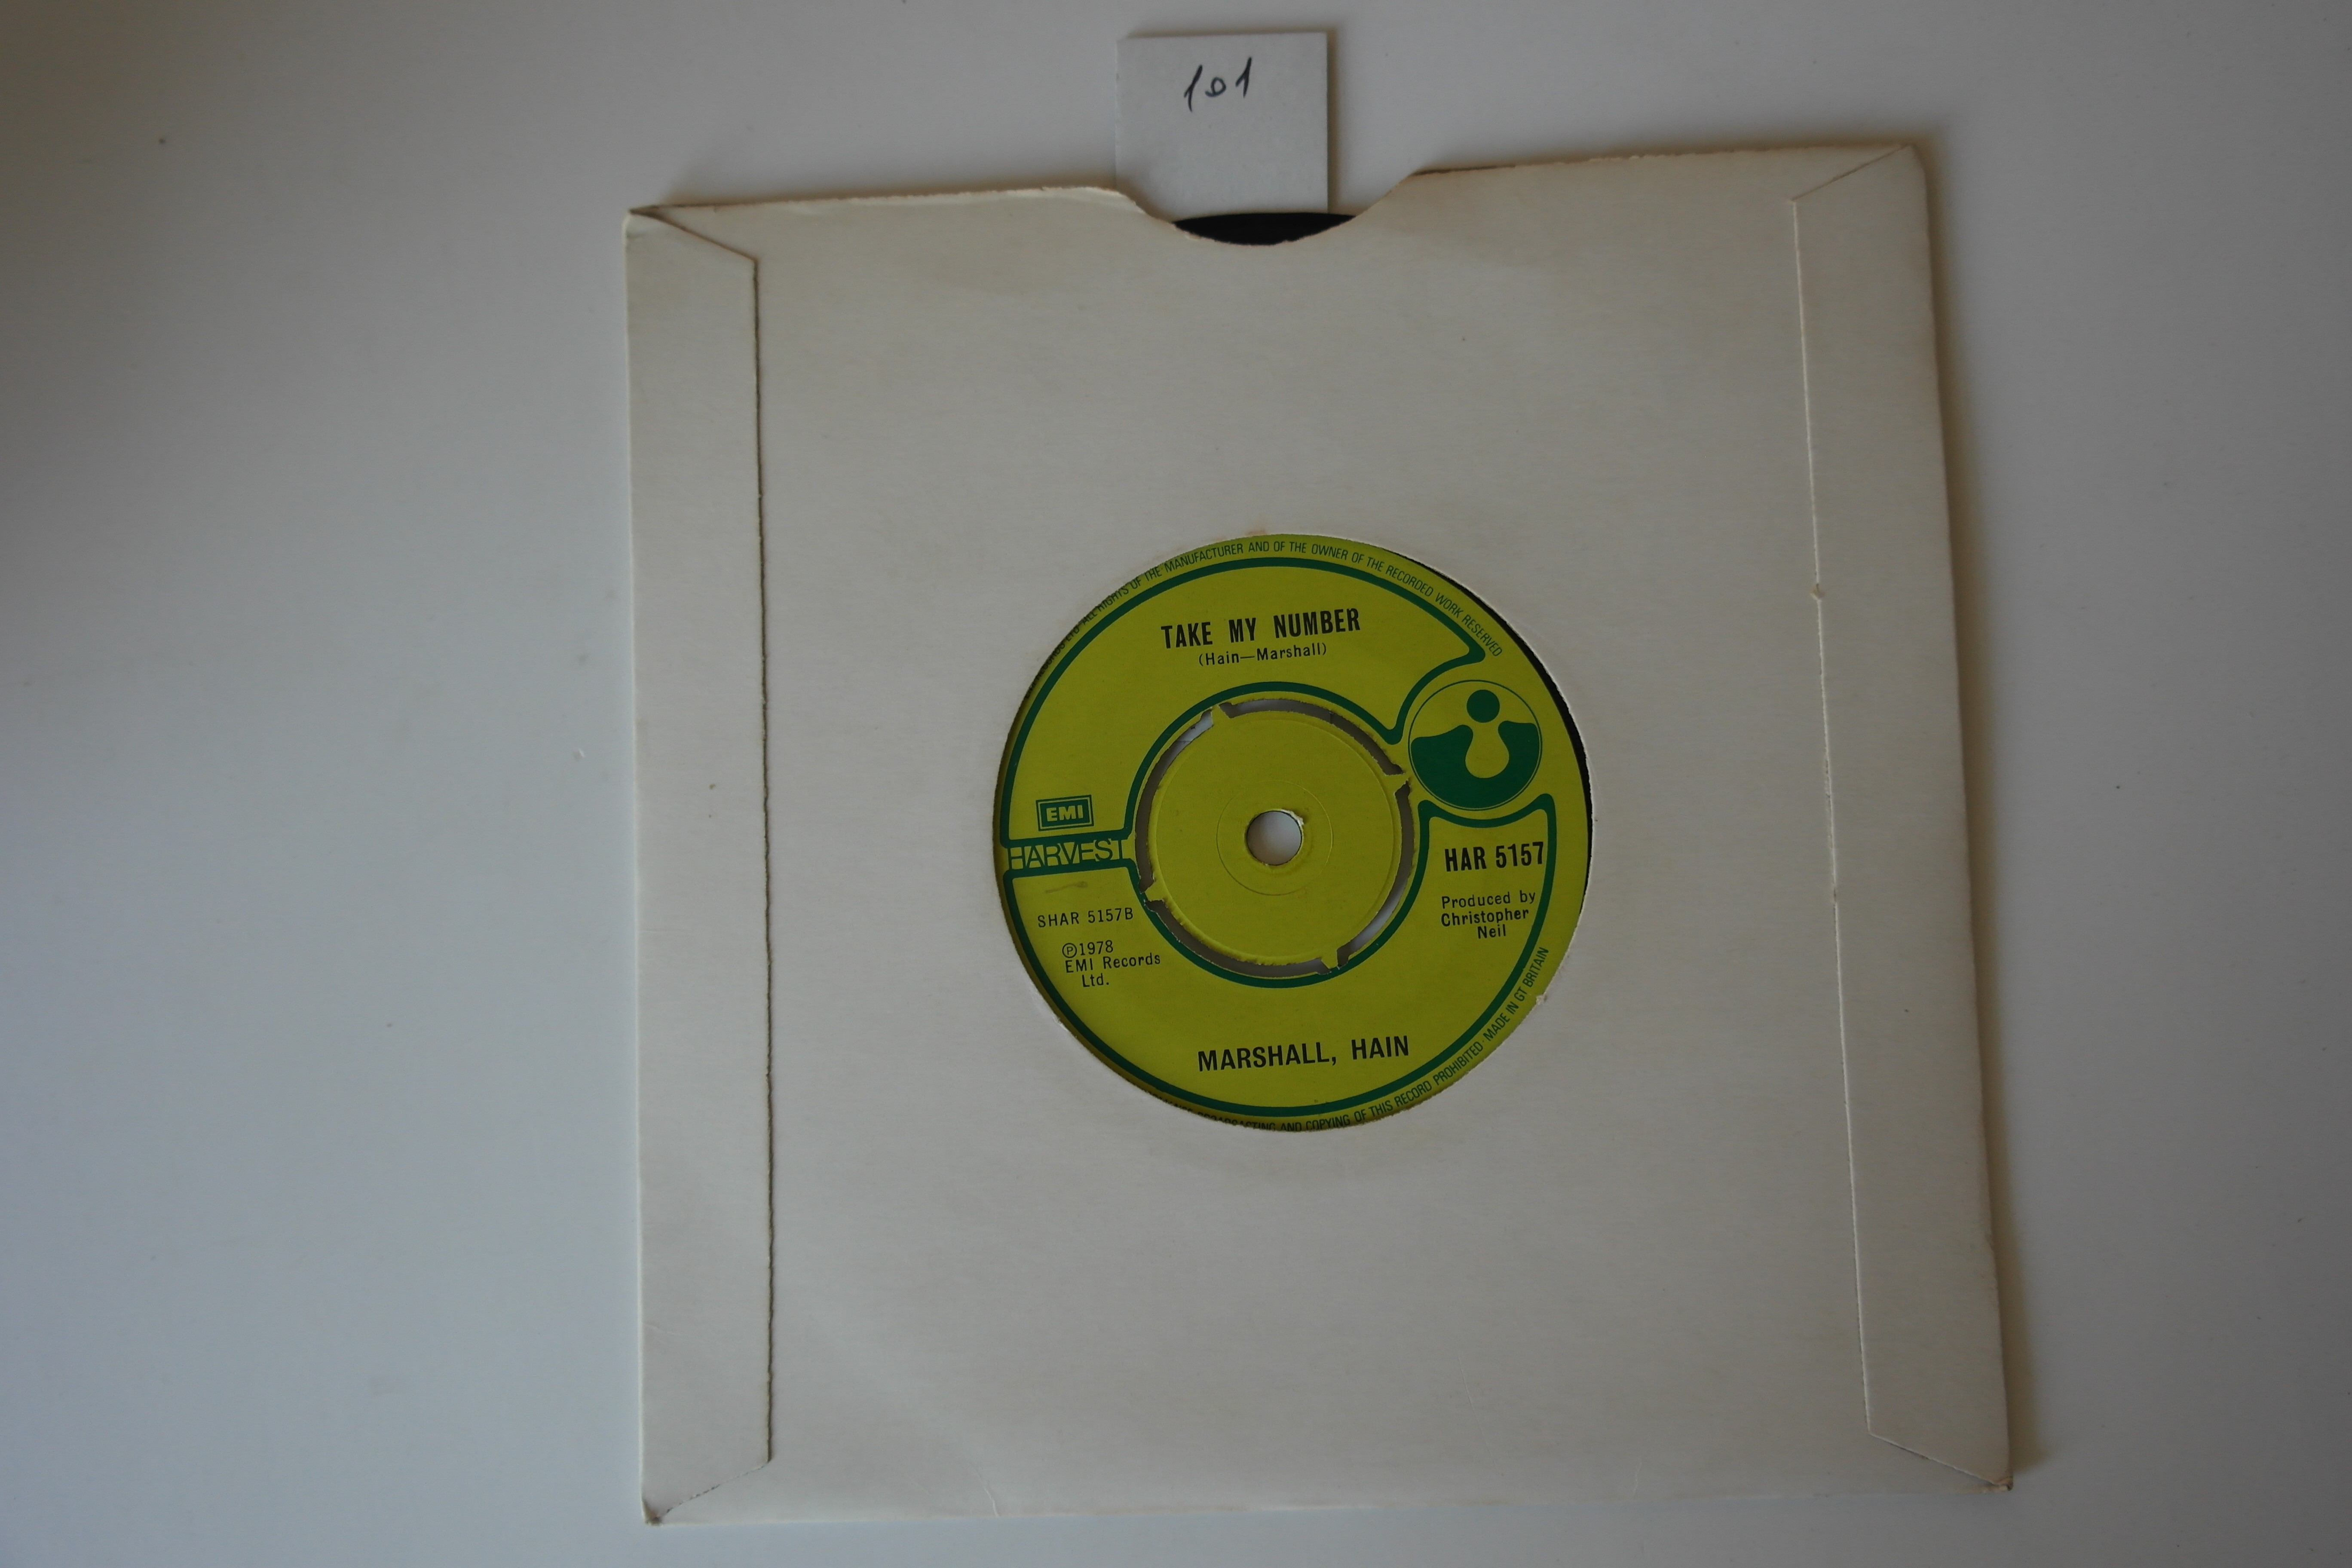 101
ALL RIGHTS OF THE MANUFACTURER AND OF THE OWNER OF THE RECORDED WORK RESERVED
TAKE MY NUMBER
(Hain—Marshall)
EMI
HARVEST
HAR 5157
SHAR 5157B
Ⓟ1978
EMI Records
Ltd.
Produced by
Christopher
Neil
MARSHALL, HAIN
AND COPYING OF THIS RECORD PROHIBITED MADE IN GT BRITAIN